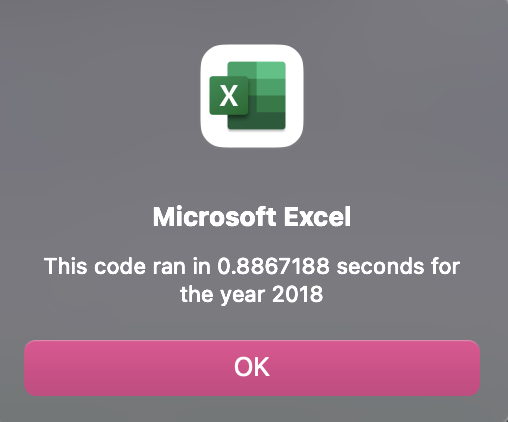 X
Microsoft Excel
This code ran in 0.8867188 seconds for
the year 2018
OK